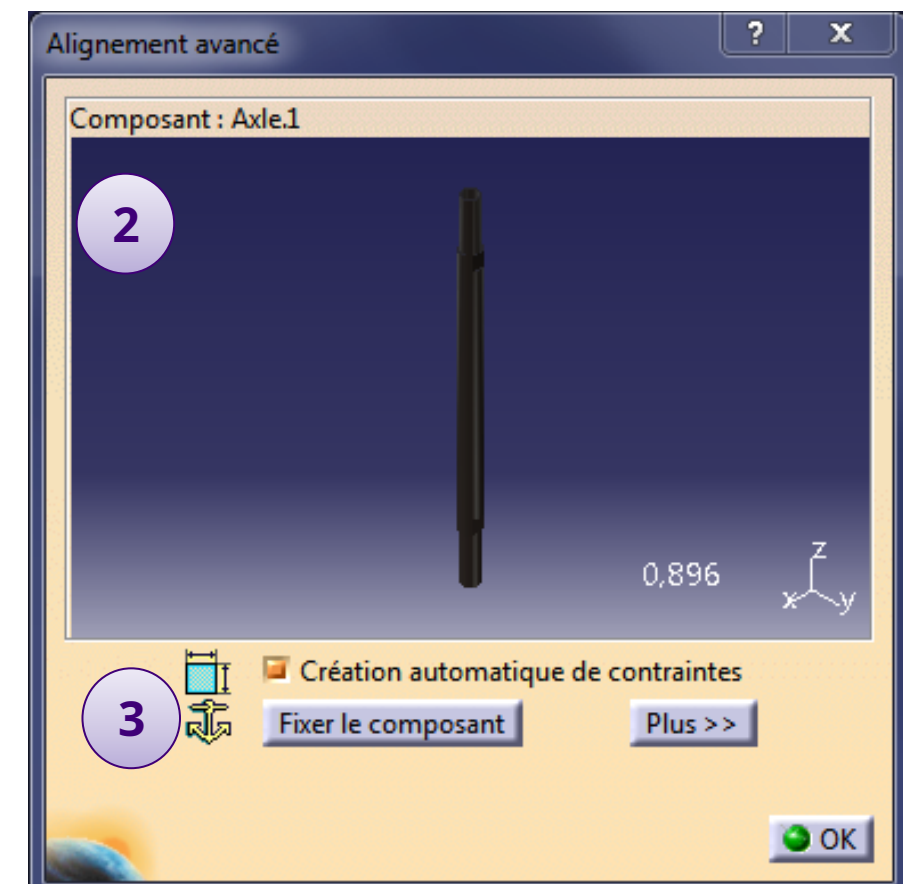 Alignement avancé ? x
Composant : Axle.1
2
0,896
z
x y
Création automatique de contraintes
3 Fixer le composant Plus >>
OK